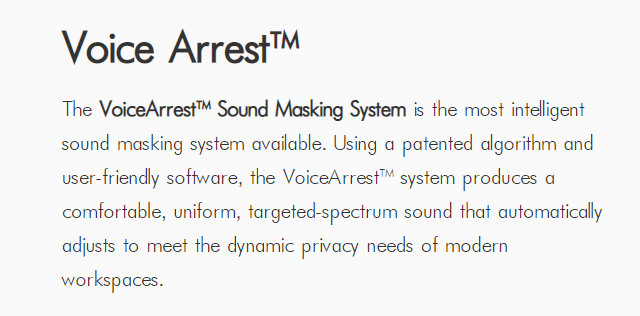 Voice Arrest™
The VoiceArrest™ Sound Masking System is the most intelligent
sound masking system available. Using a patented algorithm and
user-friendly software, the VoiceArrest™ system produces a
comfortable, uniform, targeted-spectrum sound that automatically
adjusts to meet the dynamic privacy needs of modern
workspaces.